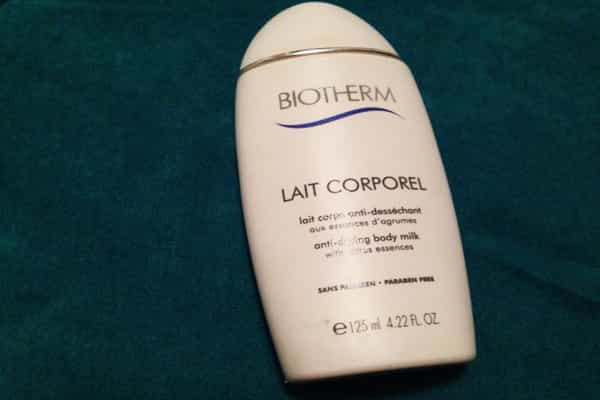 BIOTHERM
LAIT CORPOREL
lait corps anti-desséchant
aux essences d'agrumes
anti-drying body milk
with citrus essences
SANS PARABEN • PARABEN FREE
e 125 ml 4.22 FL. OZ.